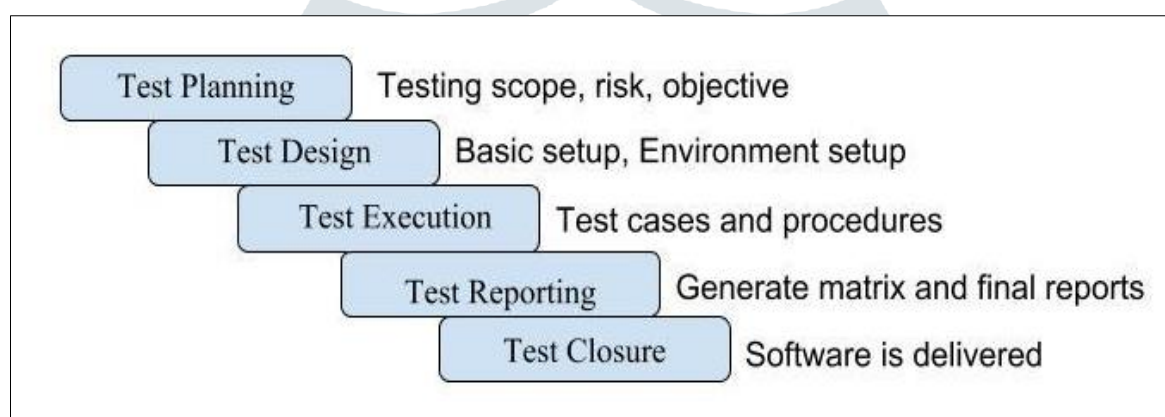 Test Planning Testing scope, risk, objective
Test Design Basic setup, Environment setup
Test Execution Test cases and procedures
Test Reporting Generate matrix and final reports
Test Closure Software is delivered